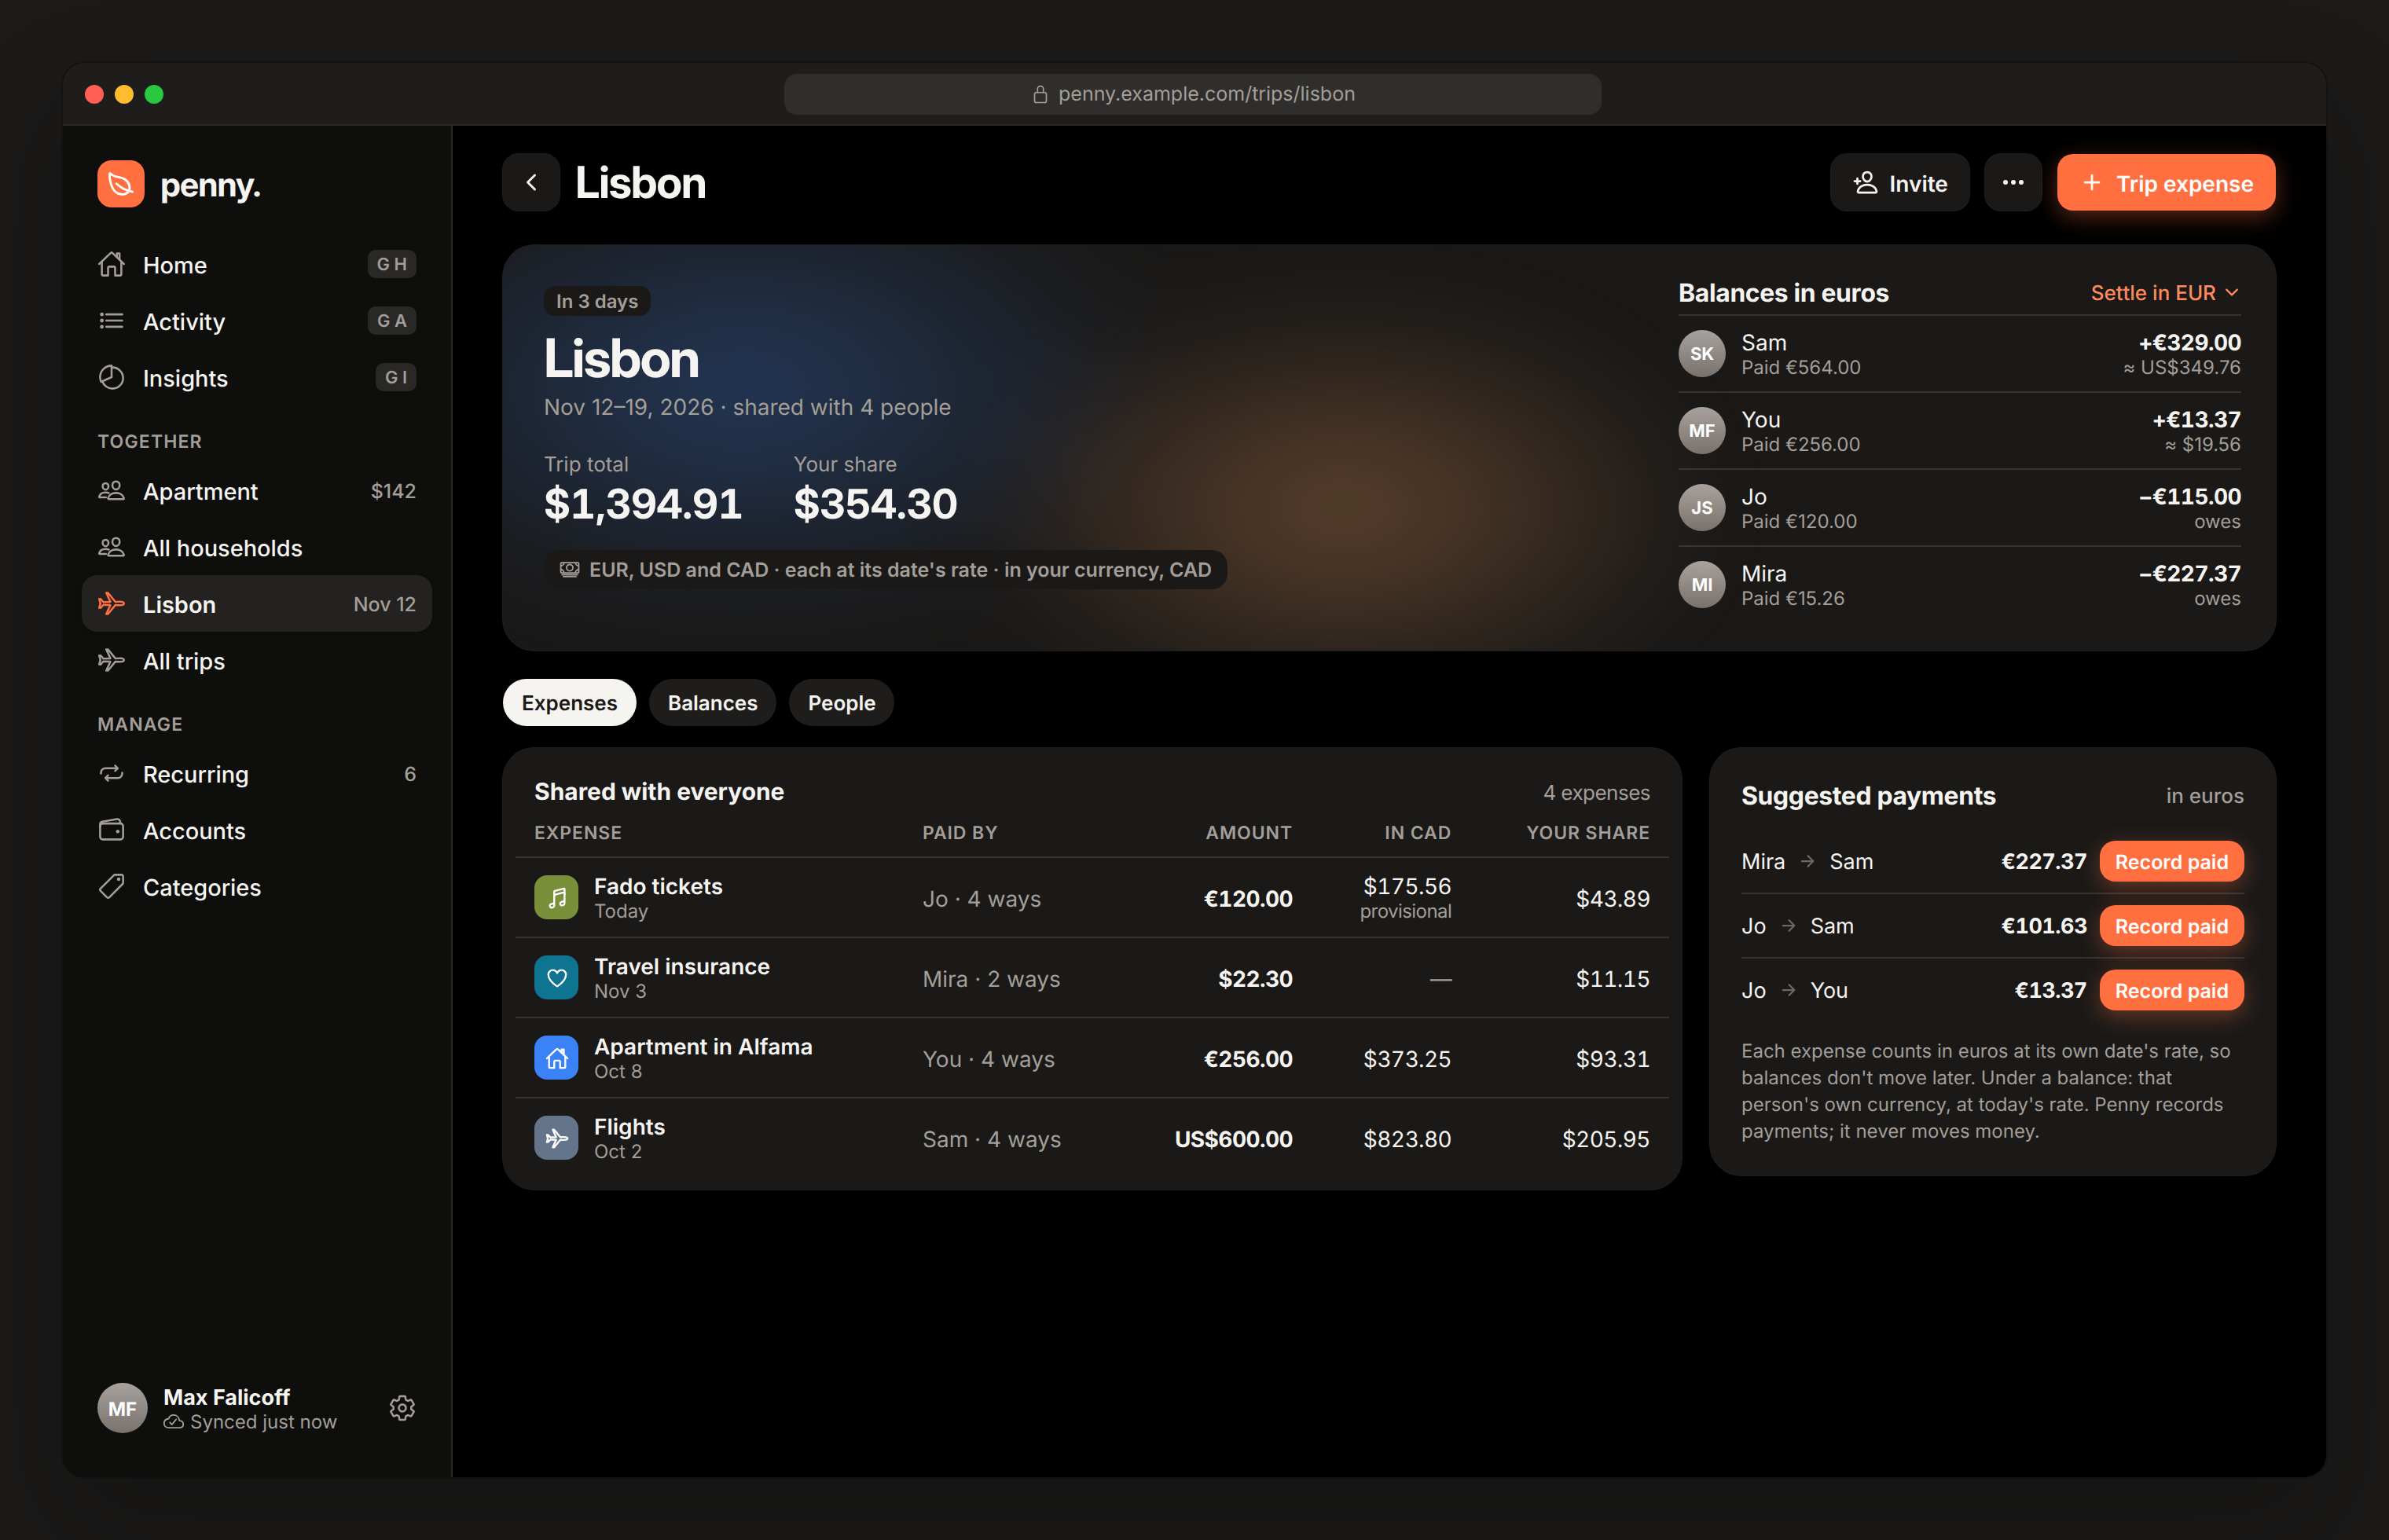 penny.example.com/trips/lisbon
penny.
Home G H
Activity G A
Insights G I
TOGETHER
Apartment $142
All households
Lisbon Nov 12
All trips
MANAGE
Recurring 6
Accounts
Categories
MF
Max Falicoff
Synced just now
Lisbon
Invite
Trip expense
In 3 days
Lisbon
Nov 12–19, 2026 · shared with 4 people
Trip total Your share
$1,394.91 $354.30
EUR, USD and CAD · each at its date's rate · in your currency, CAD
Balances in euros Settle in EUR
SK
Sam +€329.00
Paid €564.00 ≈ US$349.76
MF
You +€13.37
Paid €256.00 ≈ $19.56
JS
Jo −€115.00
Paid €120.00 owes
MI
Mira −€227.37
Paid €15.26 owes
Expenses Balances People
Shared with everyone 4 expenses
EXPENSE PAID BY AMOUNT IN CAD YOUR SHARE
Fado tickets Jo · 4 ways €120.00 $175.56 $43.89
Today provisional
Travel insurance Mira · 2 ways $22.30 — $11.15
Nov 3
Apartment in Alfama You · 4 ways €256.00 $373.25 $93.31
Oct 8
Flights Sam · 4 ways US$600.00 $823.80 $205.95
Oct 2
Suggested payments in euros
Mira → Sam €227.37 Record paid
Jo → Sam €101.63 Record paid
Jo → You €13.37 Record paid
Each expense counts in euros at its own date's rate, so
balances don't move later. Under a balance: that
person's own currency, at today's rate. Penny records
payments; it never moves money.